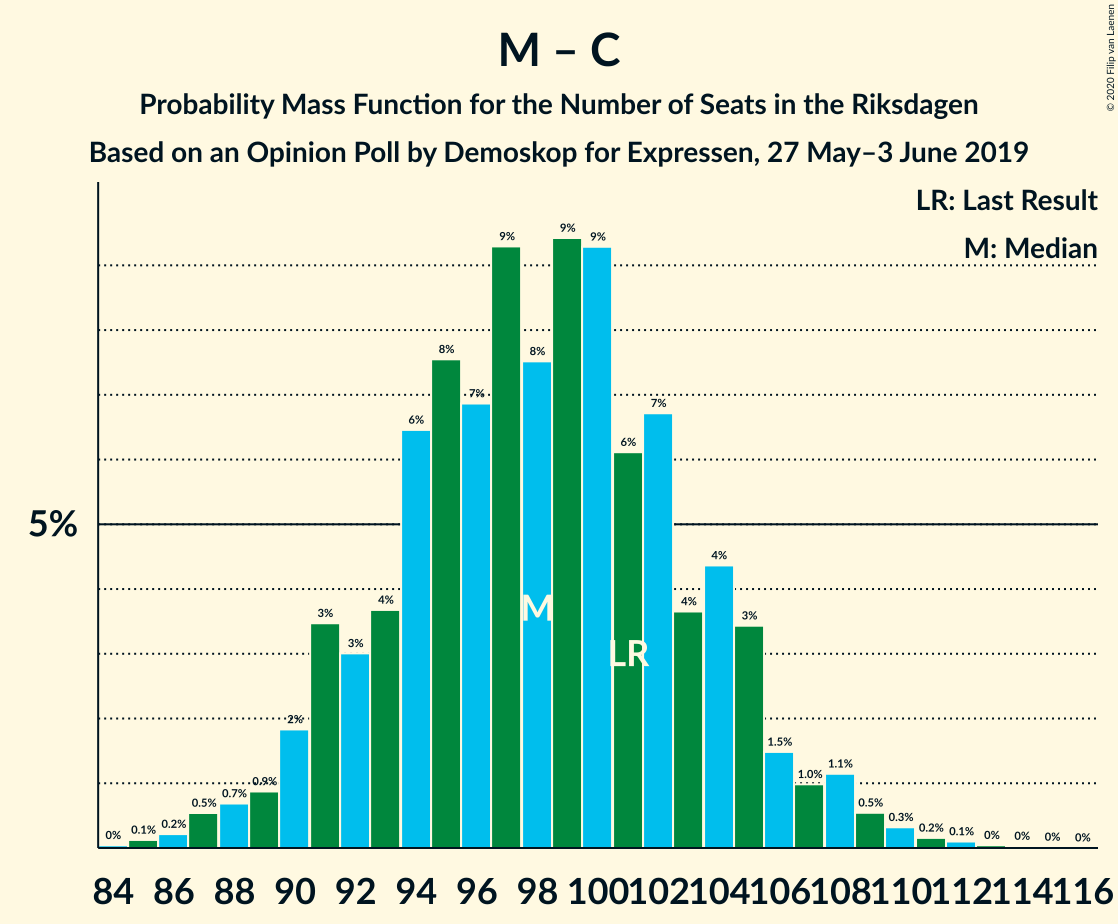 M – C
Probability Mass Function for the Number of Seats in the Riksdagen
Based on an Opinion Poll by Demoskop for Expressen, 27 May–3 June 2019
© 2020 Filip van Laenen
LR: Last Result
M: Median
5%
0% 0.1% 0.2% 0.5% 0.7% 0.9% 2% 3% 3% 4% 6% 8% 7% 9% 8% 9% 9% 6% 7% 4% 4% 3% 1.5% 1.0% 1.1% 0.5% 0.3% 0.2% 0.1% 0% 0% 0% 0%
M
LR
84 86 88 90 92 94 96 98 100 102 104 106 108 110 112 114 116